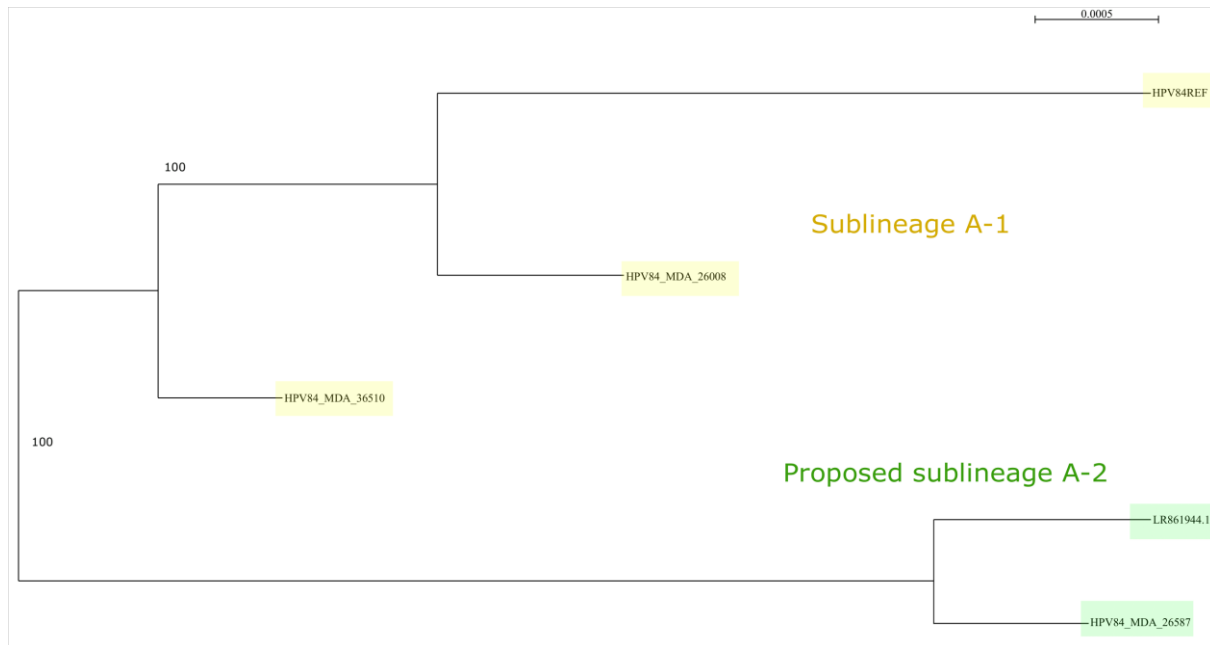 0.0005
HPV84REF
100
Sublineage A-1
HPV84_MDA_26008
HPV84_MDA_36510
100
Proposed sublineage A-2
LR861944.1
HPV84_MDA_26587